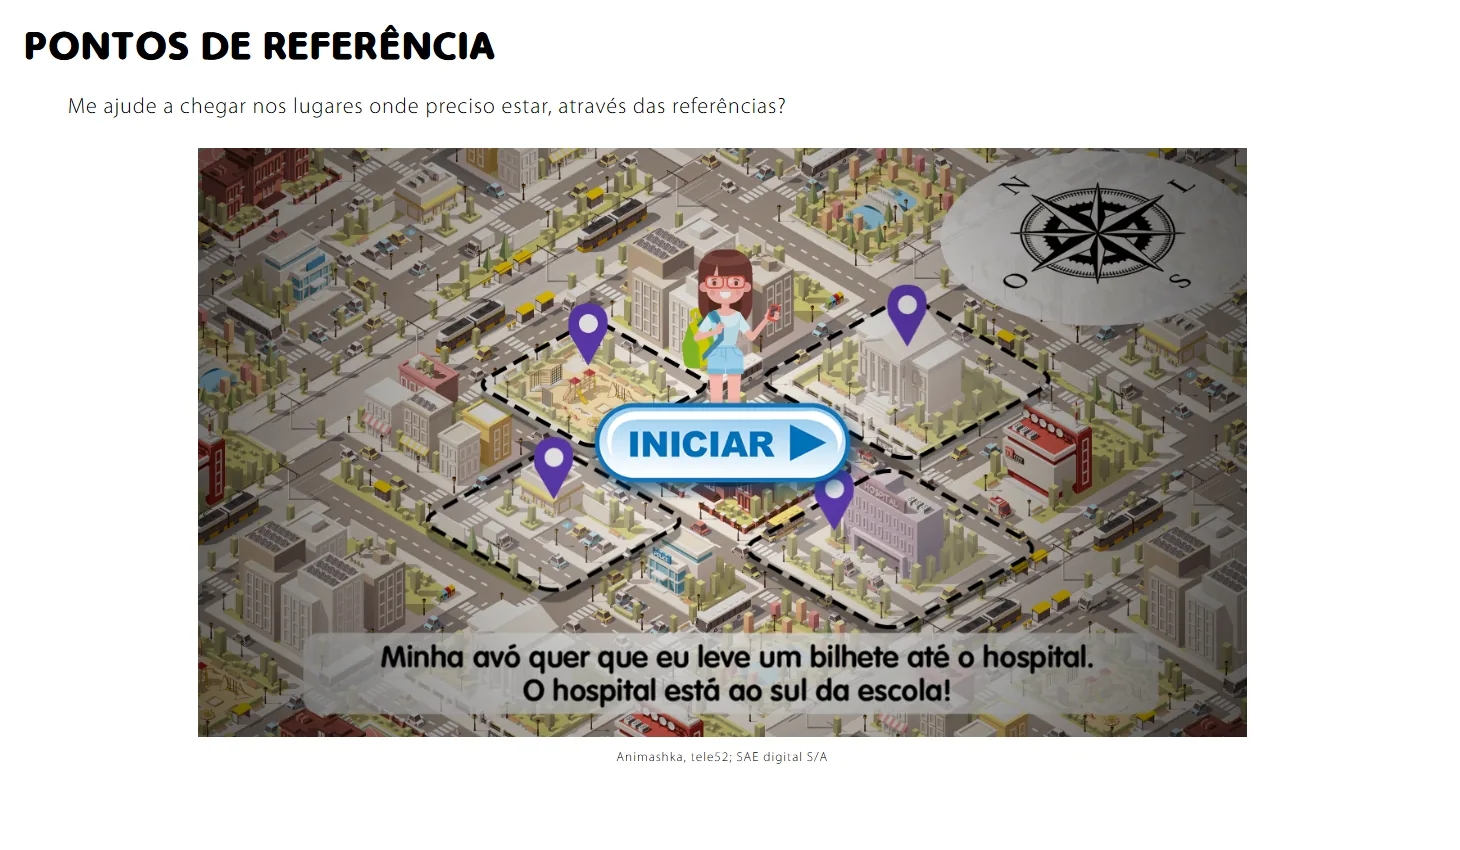 PONTOS DE REFERÊNCIA
Me ajude a chegar nos lugares onde preciso estar, através das referências?
N
L
O
S
HOSPITAL
INICIAR
Minha avó quer que eu leve um bilhete até o hospital.
O hospital está ao sul da escola!
Animashka, tele52; SAE digital S/A